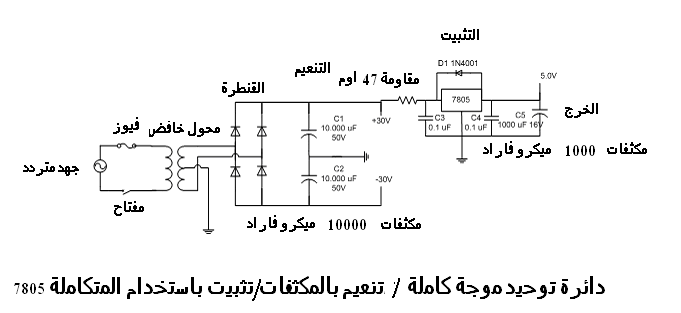 التثبيت
D1 1N4001
مقاومة 47 اوم
التنعيم
القنطرة
5.0V
7805
الخرج
+30V
C1
10.000 uF
50V
C3
0.1 uF
C4
0.1 uF
C5
1000 uF 16V
محول خافض
فيوز
مكثفات 1000 ميكروفاراد
جهد متردد
C2
10.000 uF
50V
-30V
مفتاح
مكثفات 10000 ميكروفاراد
دائرة توحيد موجة كاملة / تنعيم بالمكثفات/تثبيت باستخدام المتكاملة 7805